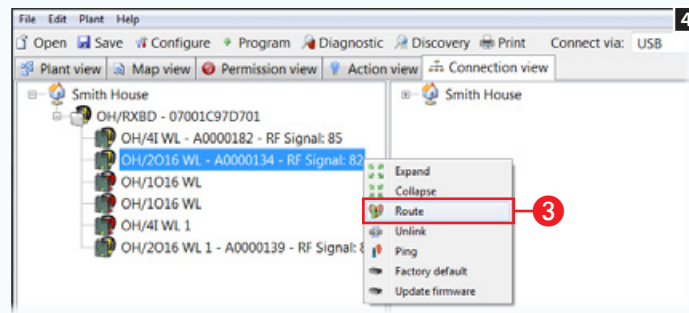 File Edit Plant Help
4
Open Save Configure Program Diagnostic Discovery Print Connect via: USB
Plant view Map view Permission view Action view Connection view
Smith House
Smith House
OH/RXBD - 07001C97D701
OH/4I WL - A0000182 - RF Signal: 85
OH/2O16 WL - A0000134 - RF Signal: 82
OH/1O16 WL
OH/1O16 WL
OH/4I WL 1
OH/2O16 WL 1 - A0000139 - RF Signal:
Expand
Collapse
Route
3
Unlink
Ping
Factory default
Update firmware